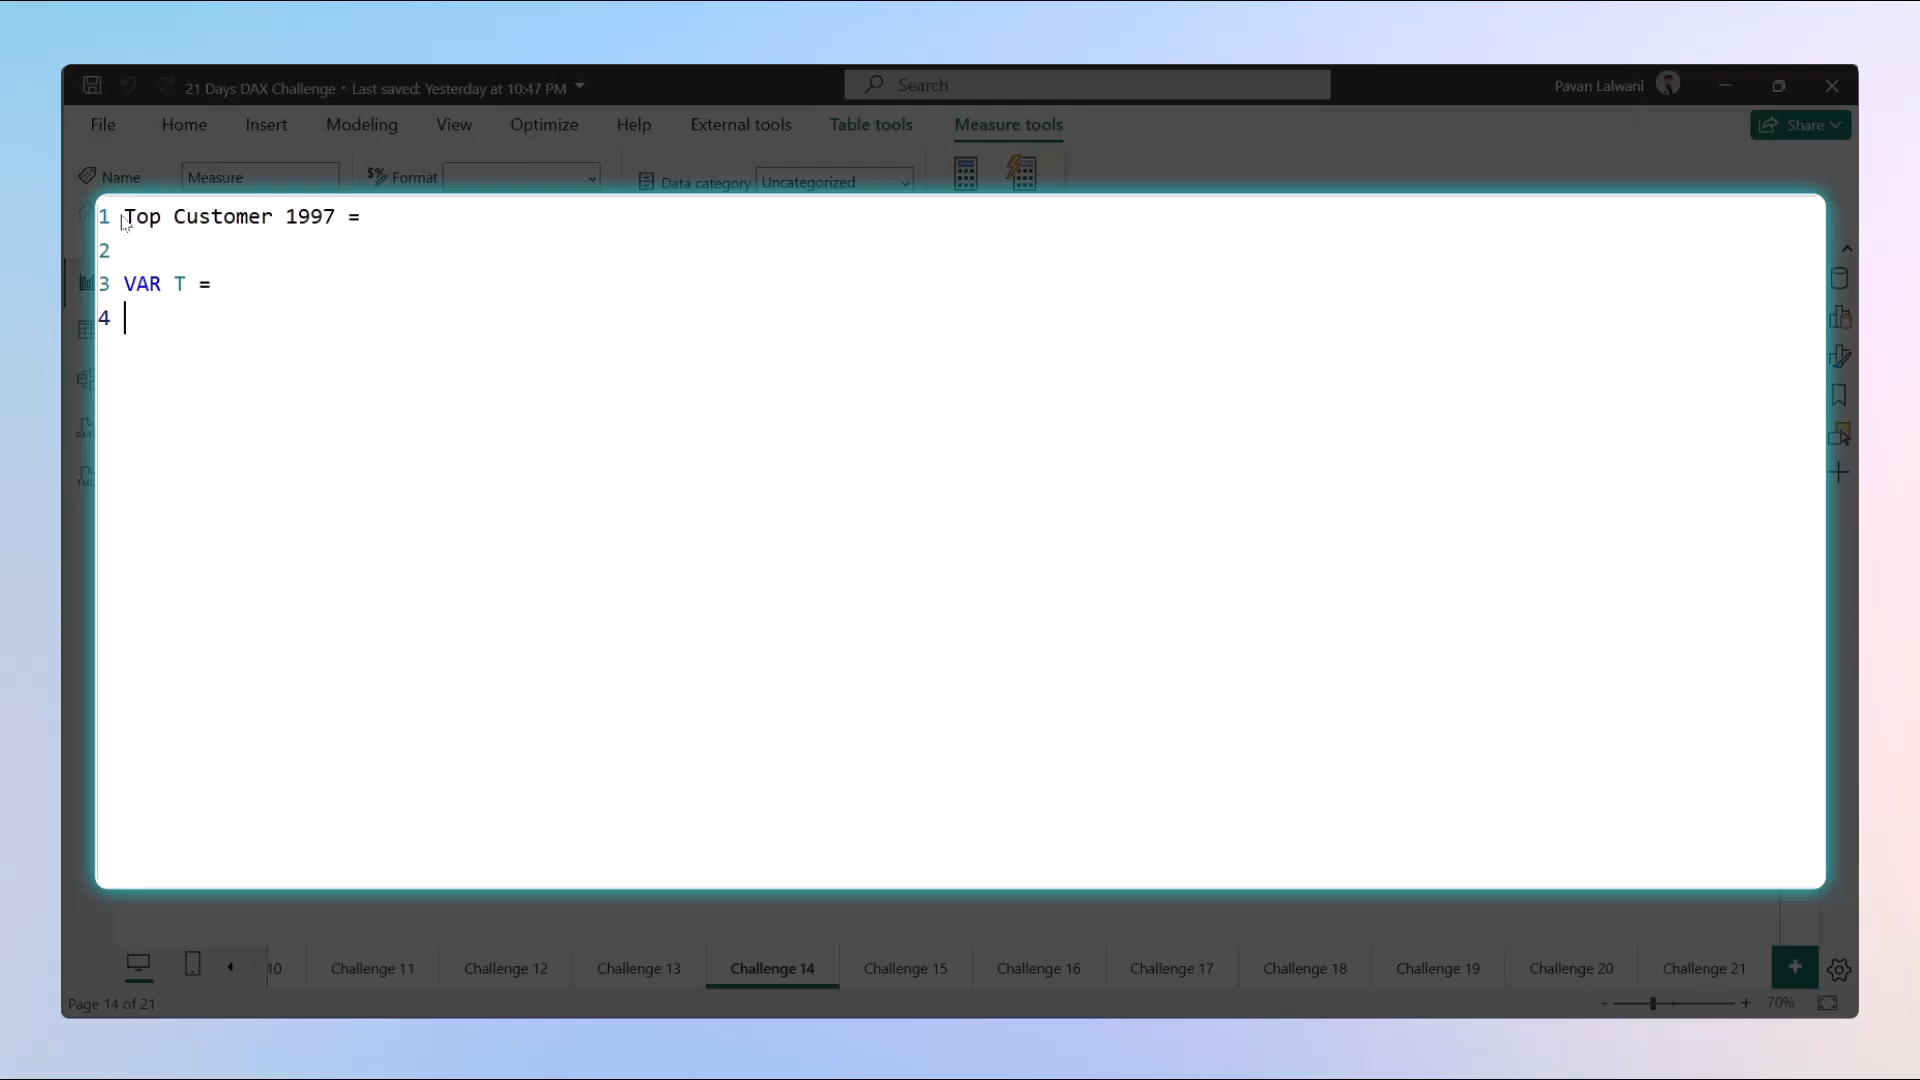 21 Days DAX Challenge • Last saved: Yesterday at 10:47 PM
Search
Pavan Lalwani
File Home Insert Modeling View Optimize Help External tools Table tools Measure tools Share
Name Measure $% Format Data category Uncategorized
1 Top Customer 1997 =
2
3 VAR T =
4
10 Challenge 11 Challenge 12 Challenge 13 Challenge 14 Challenge 15 Challenge 16 Challenge 17 Challenge 18 Challenge 19 Challenge 20 Challenge 21 +
Page 14 of 21 - + 70%